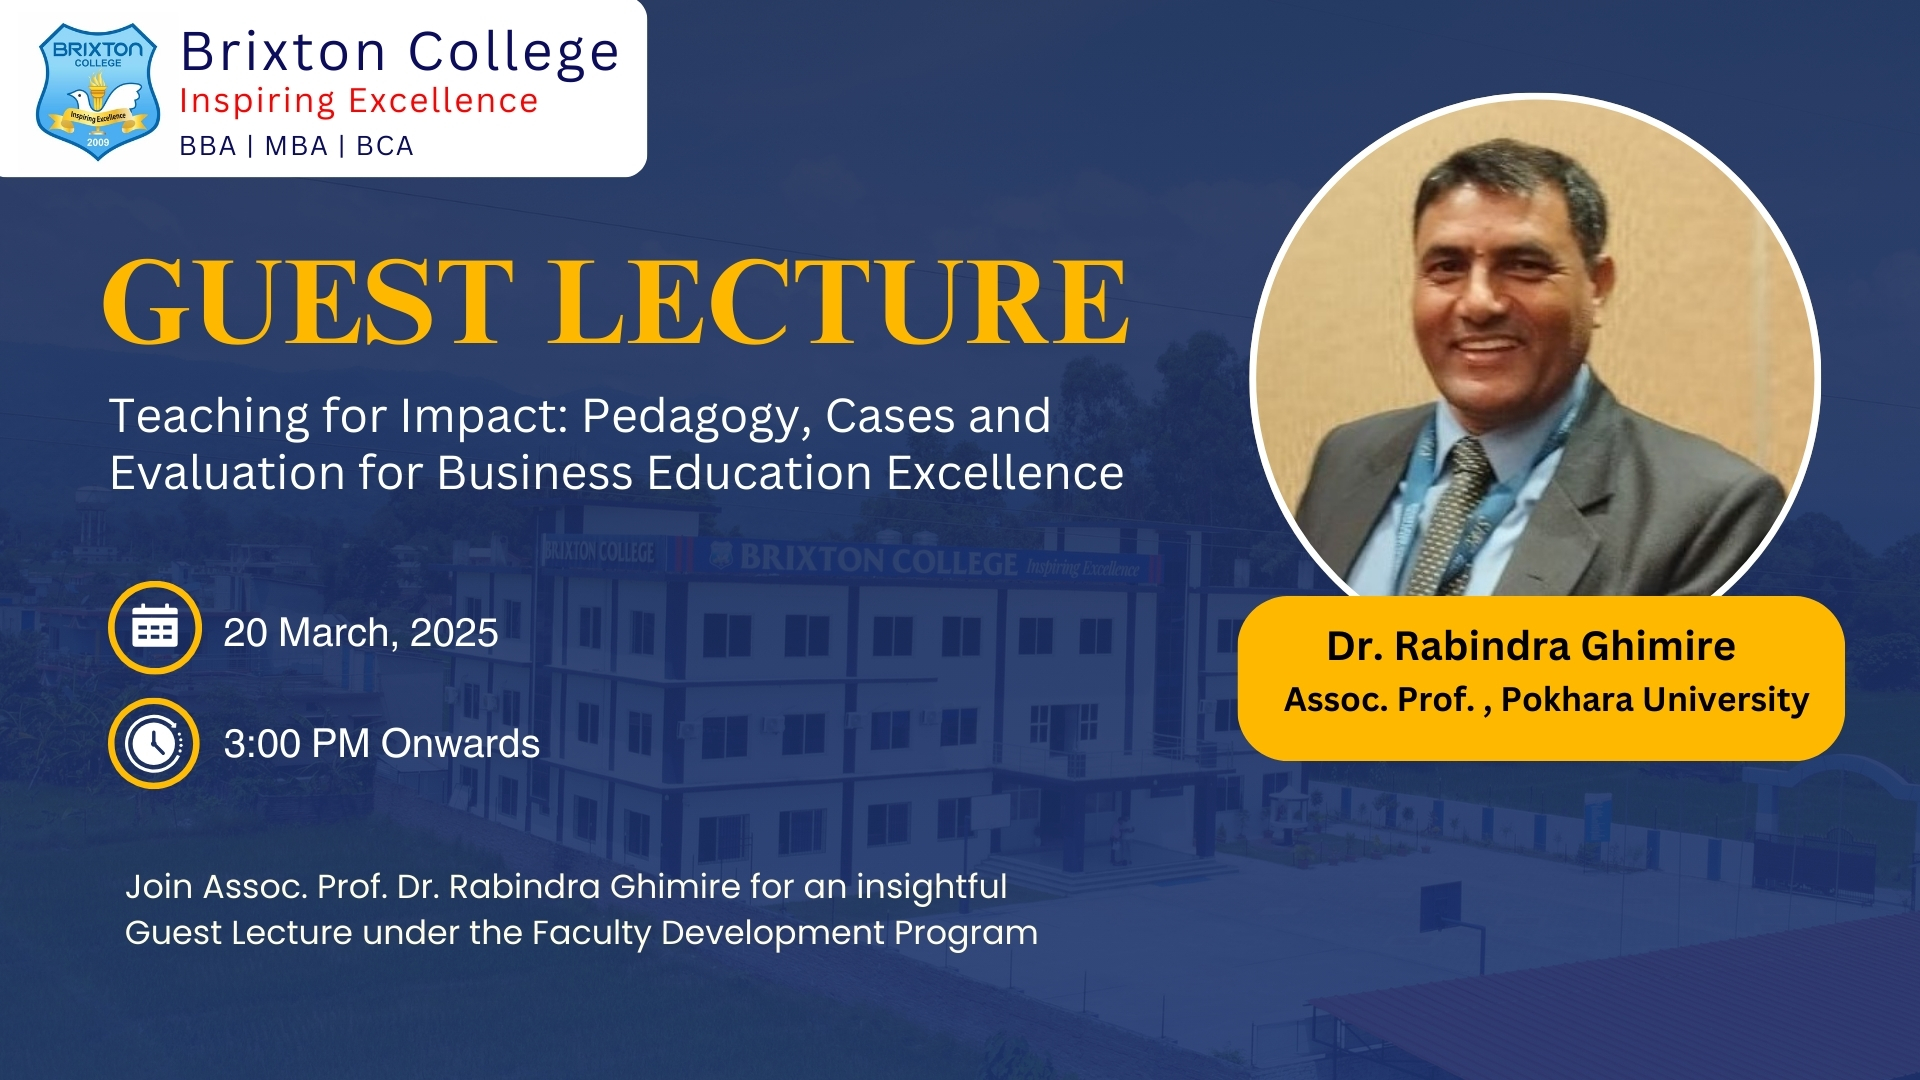 BRIXTON
COLLEGE
Inspiring Excellence
2009
Brixton College
Inspiring Excellence
BBA | MBA | BCA
GUEST LECTURE
Teaching for Impact: Pedagogy, Cases and
Evaluation for Business Education Excellence
BRIXTON COLLEGE
BRIXTON COLLEGE Inspiring Excellence
20 March, 2025
3:00 PM Onwards
Dr. Rabindra Ghimire
Assoc. Prof. , Pokhara University
Join Assoc. Prof. Dr. Rabindra Ghimire for an insightful
Guest Lecture under the Faculty Development Program